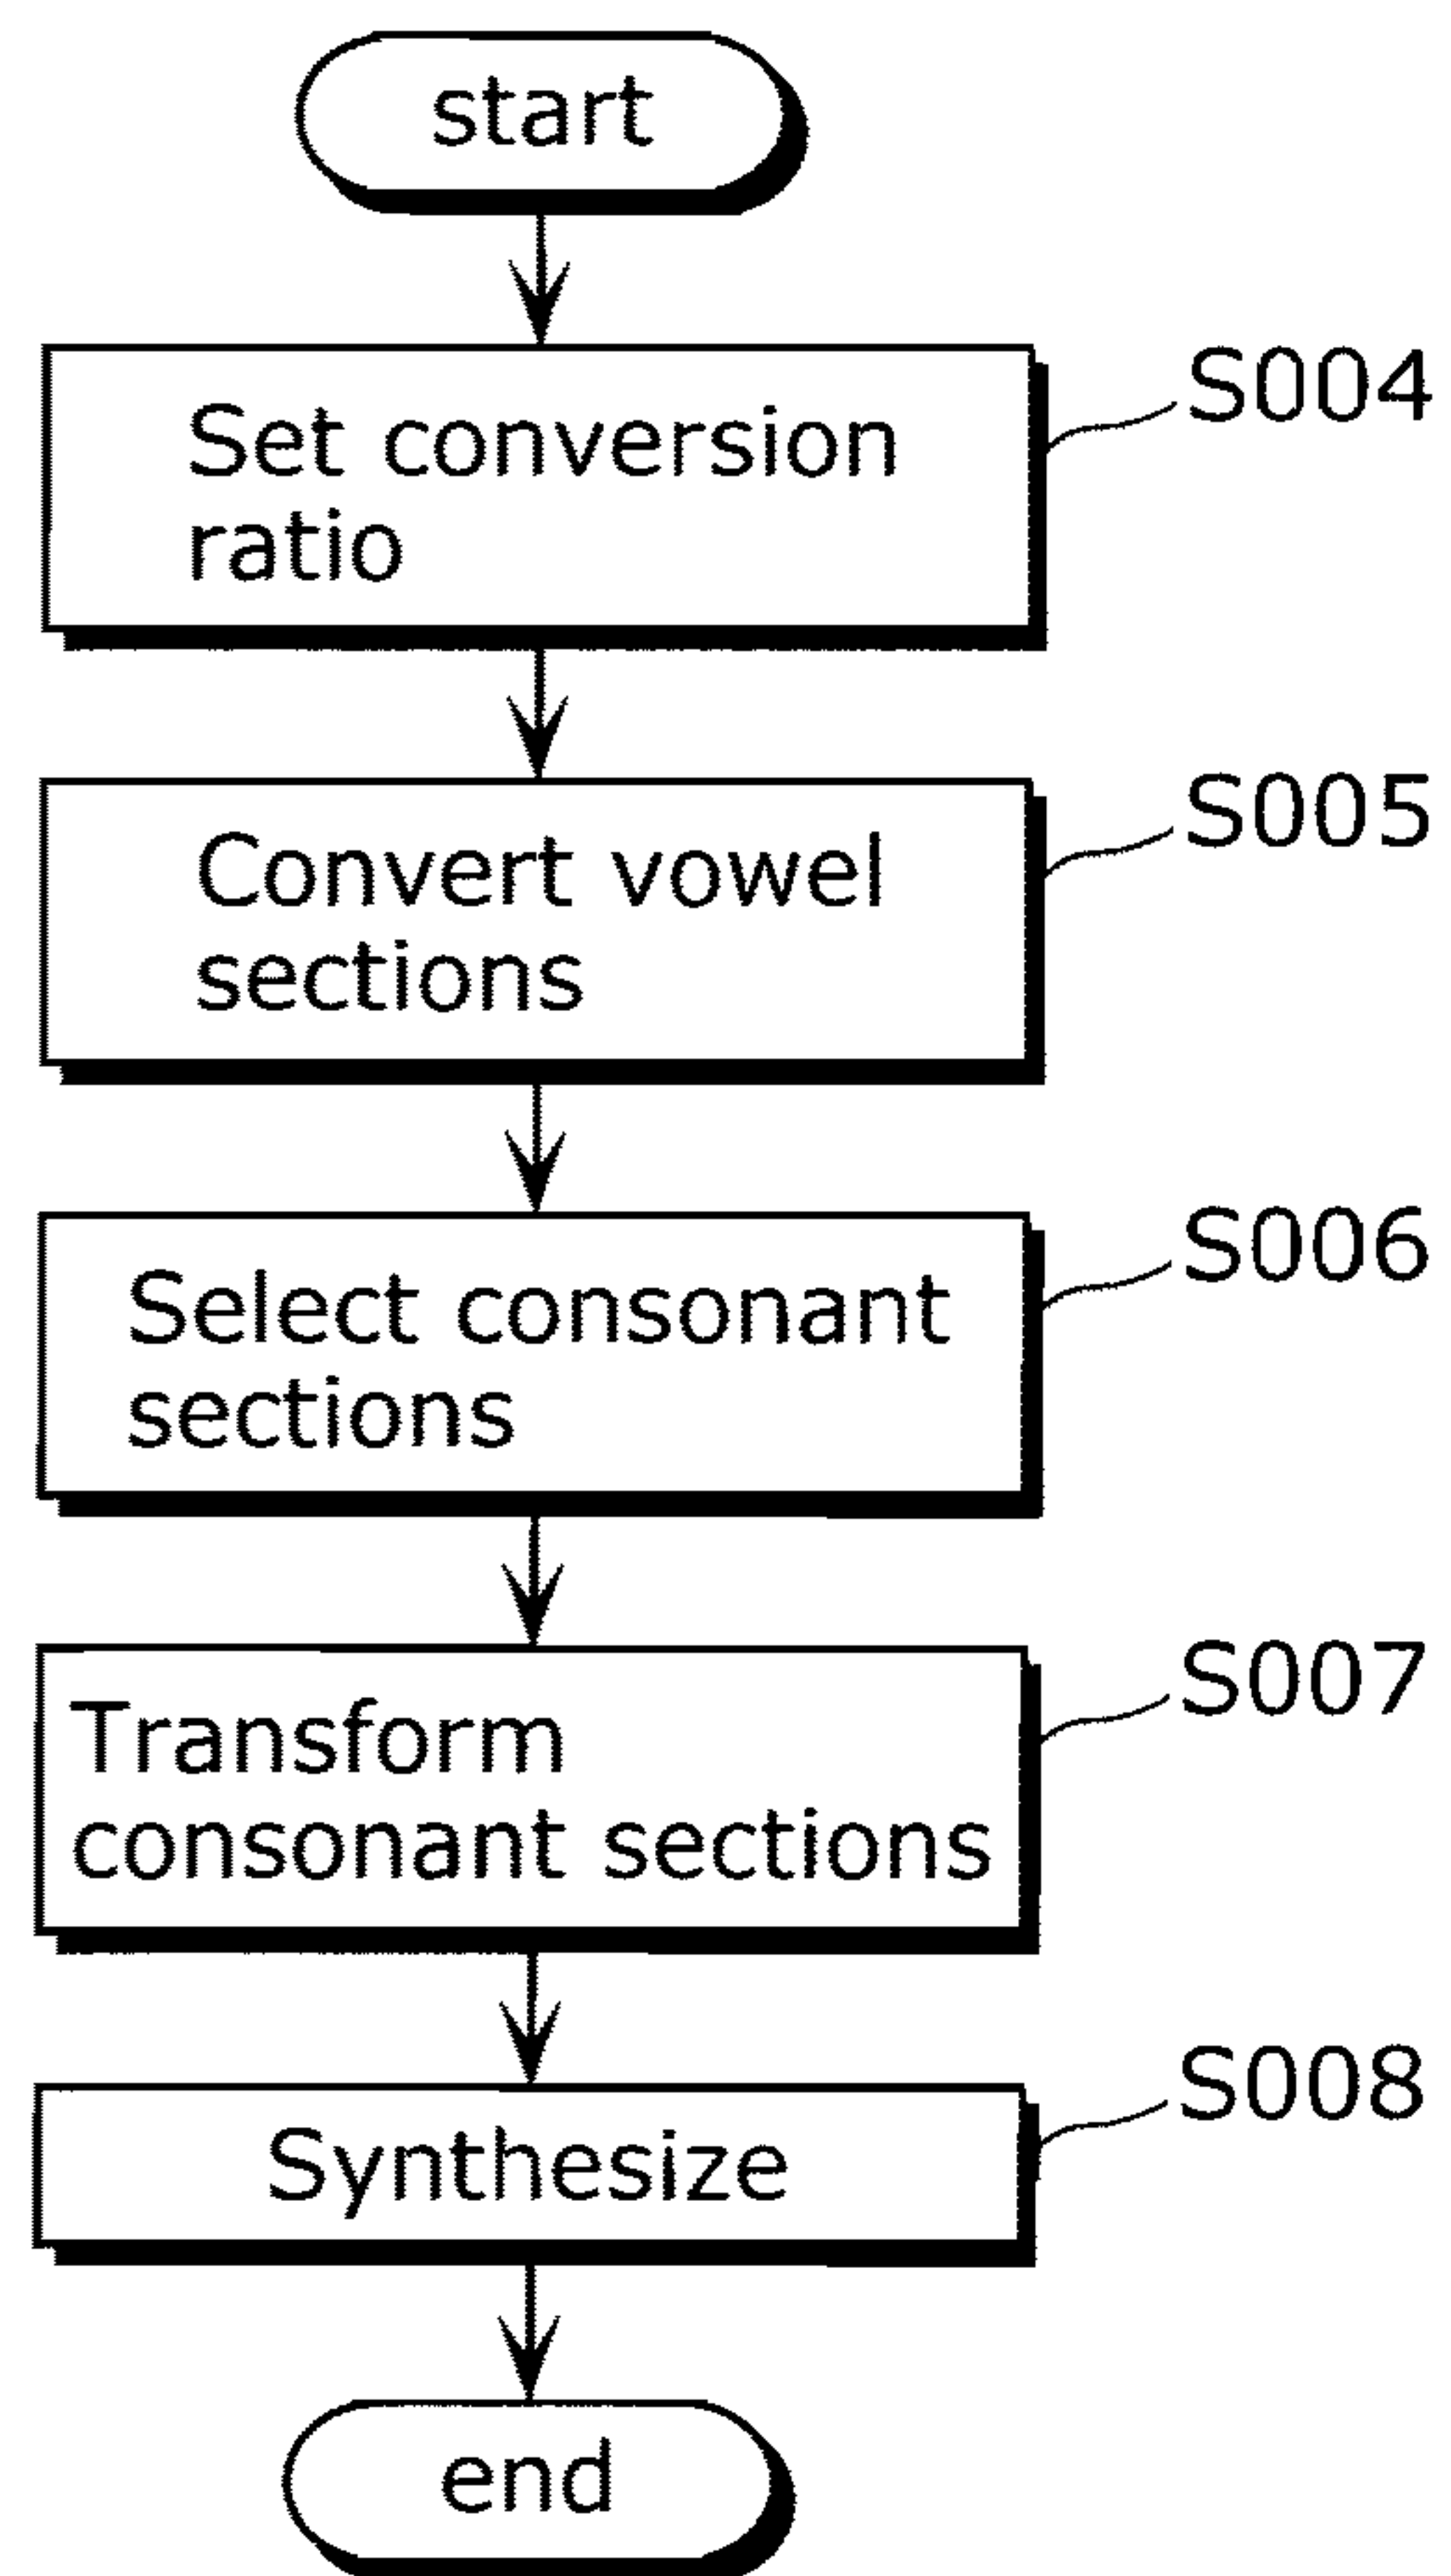 start
Set conversion
ratio
S004
Convert vowel
sections
S005
Select consonant
sections
S006
Transform
consonant sections
S007
Synthesize
S008
end